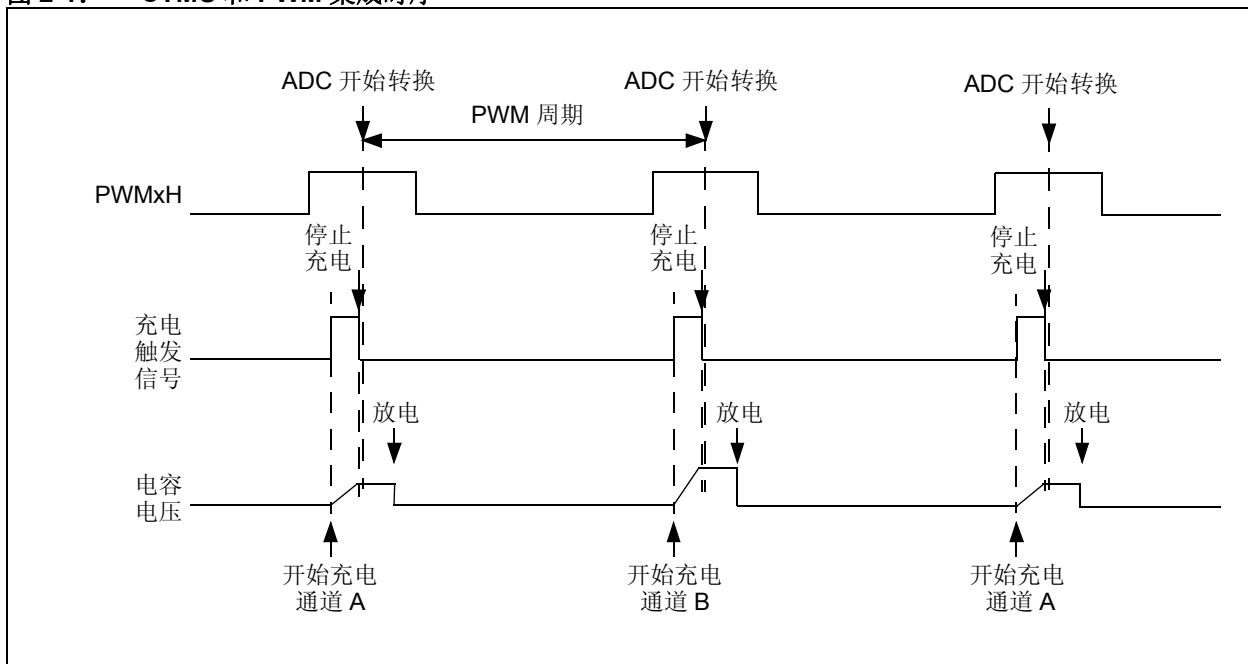 ADC 开始转换
ADC 开始转换
ADC 开始转换
PWM 周期
PWMxH
停止
充电
停止
充电
停止
充电
充电
触发
信号
放电
放电
放电
电容
电压
开始充电
通道 A
开始充电
通道 B
开始充电
通道 A